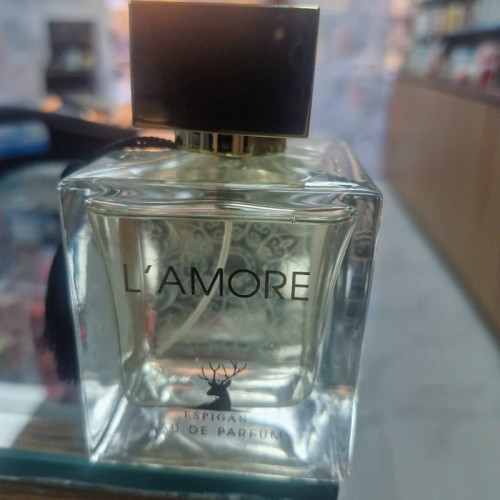 L'AMORE
ESPIGAN
EAU DE PARFUM